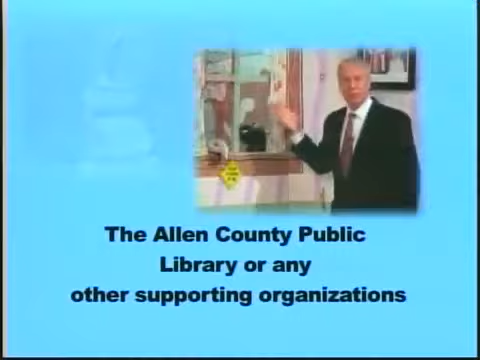 The Allen County Public
Library or any
other supporting organizations